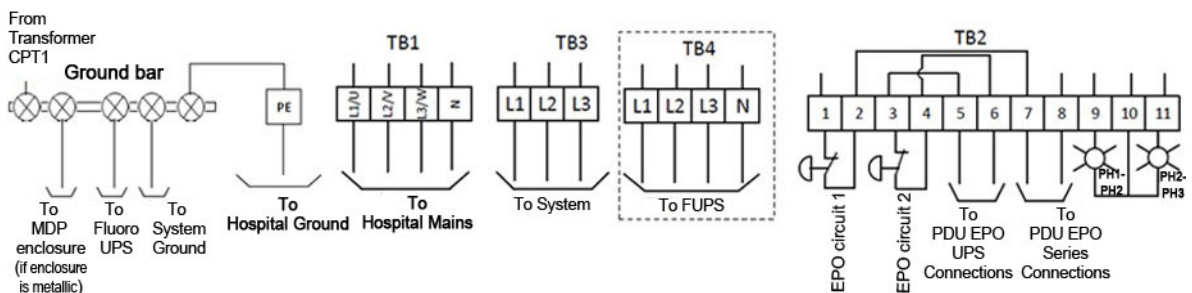 From
Transformer
CPT1
Ground bar
PE
To
MDP
enclosure
(if enclosure
is metallic)
To
Fluoro
UPS
To
System
Ground
To
Hospital Ground
TB1
L1/U L2/V L3/W N
To
Hospital Mains
TB3
L1 L2 L3
To System
TB4
L1 L2 L3 N
To FUPS
TB2
1 2 3 4 5 6 7 8 9 10 11
PH1-
PH2
PH2-
PH3
EPO circuit 1
EPO circuit 2
To
PDU EPO
UPS
Connections
To
PDU EPO
Series
Connections